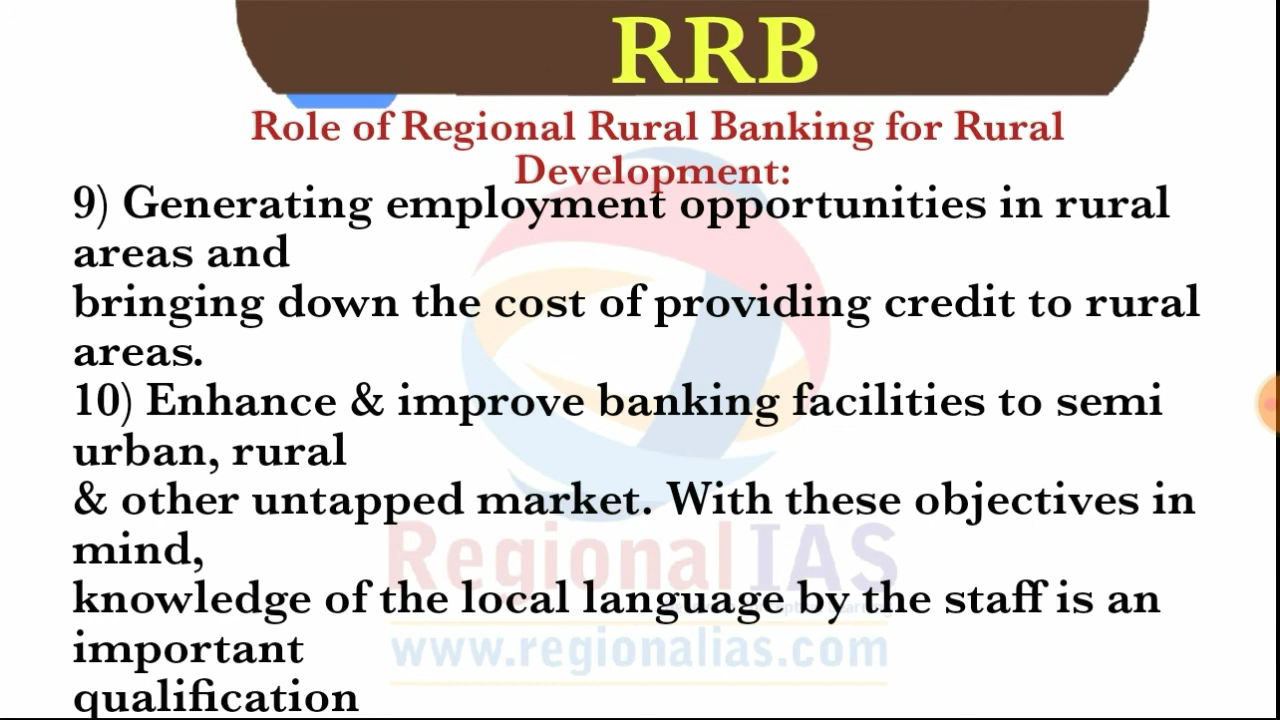 RRB
Role of Regional Rural Banking for Rural
Development:
9) Generating employment opportunities in rural
areas and
bringing down the cost of providing credit to rural
areas.
10) Enhance & improve banking facilities to semi
urban, rural
& other untapped market. With these objectives in
mind,
knowledge of the local language by the staff is an
important
qualification
Regional IAS
www.regionalias.com